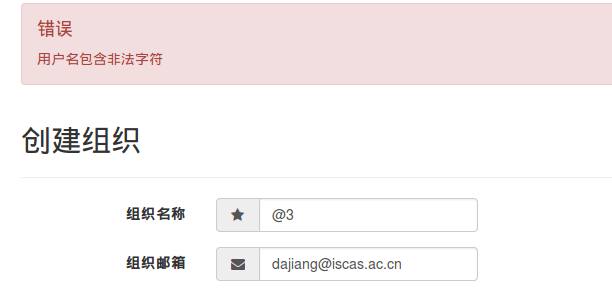 错误
用户名包含非法字符
创建组织
组织名称 @3
组织邮箱 dajiang@iscas.ac.cn